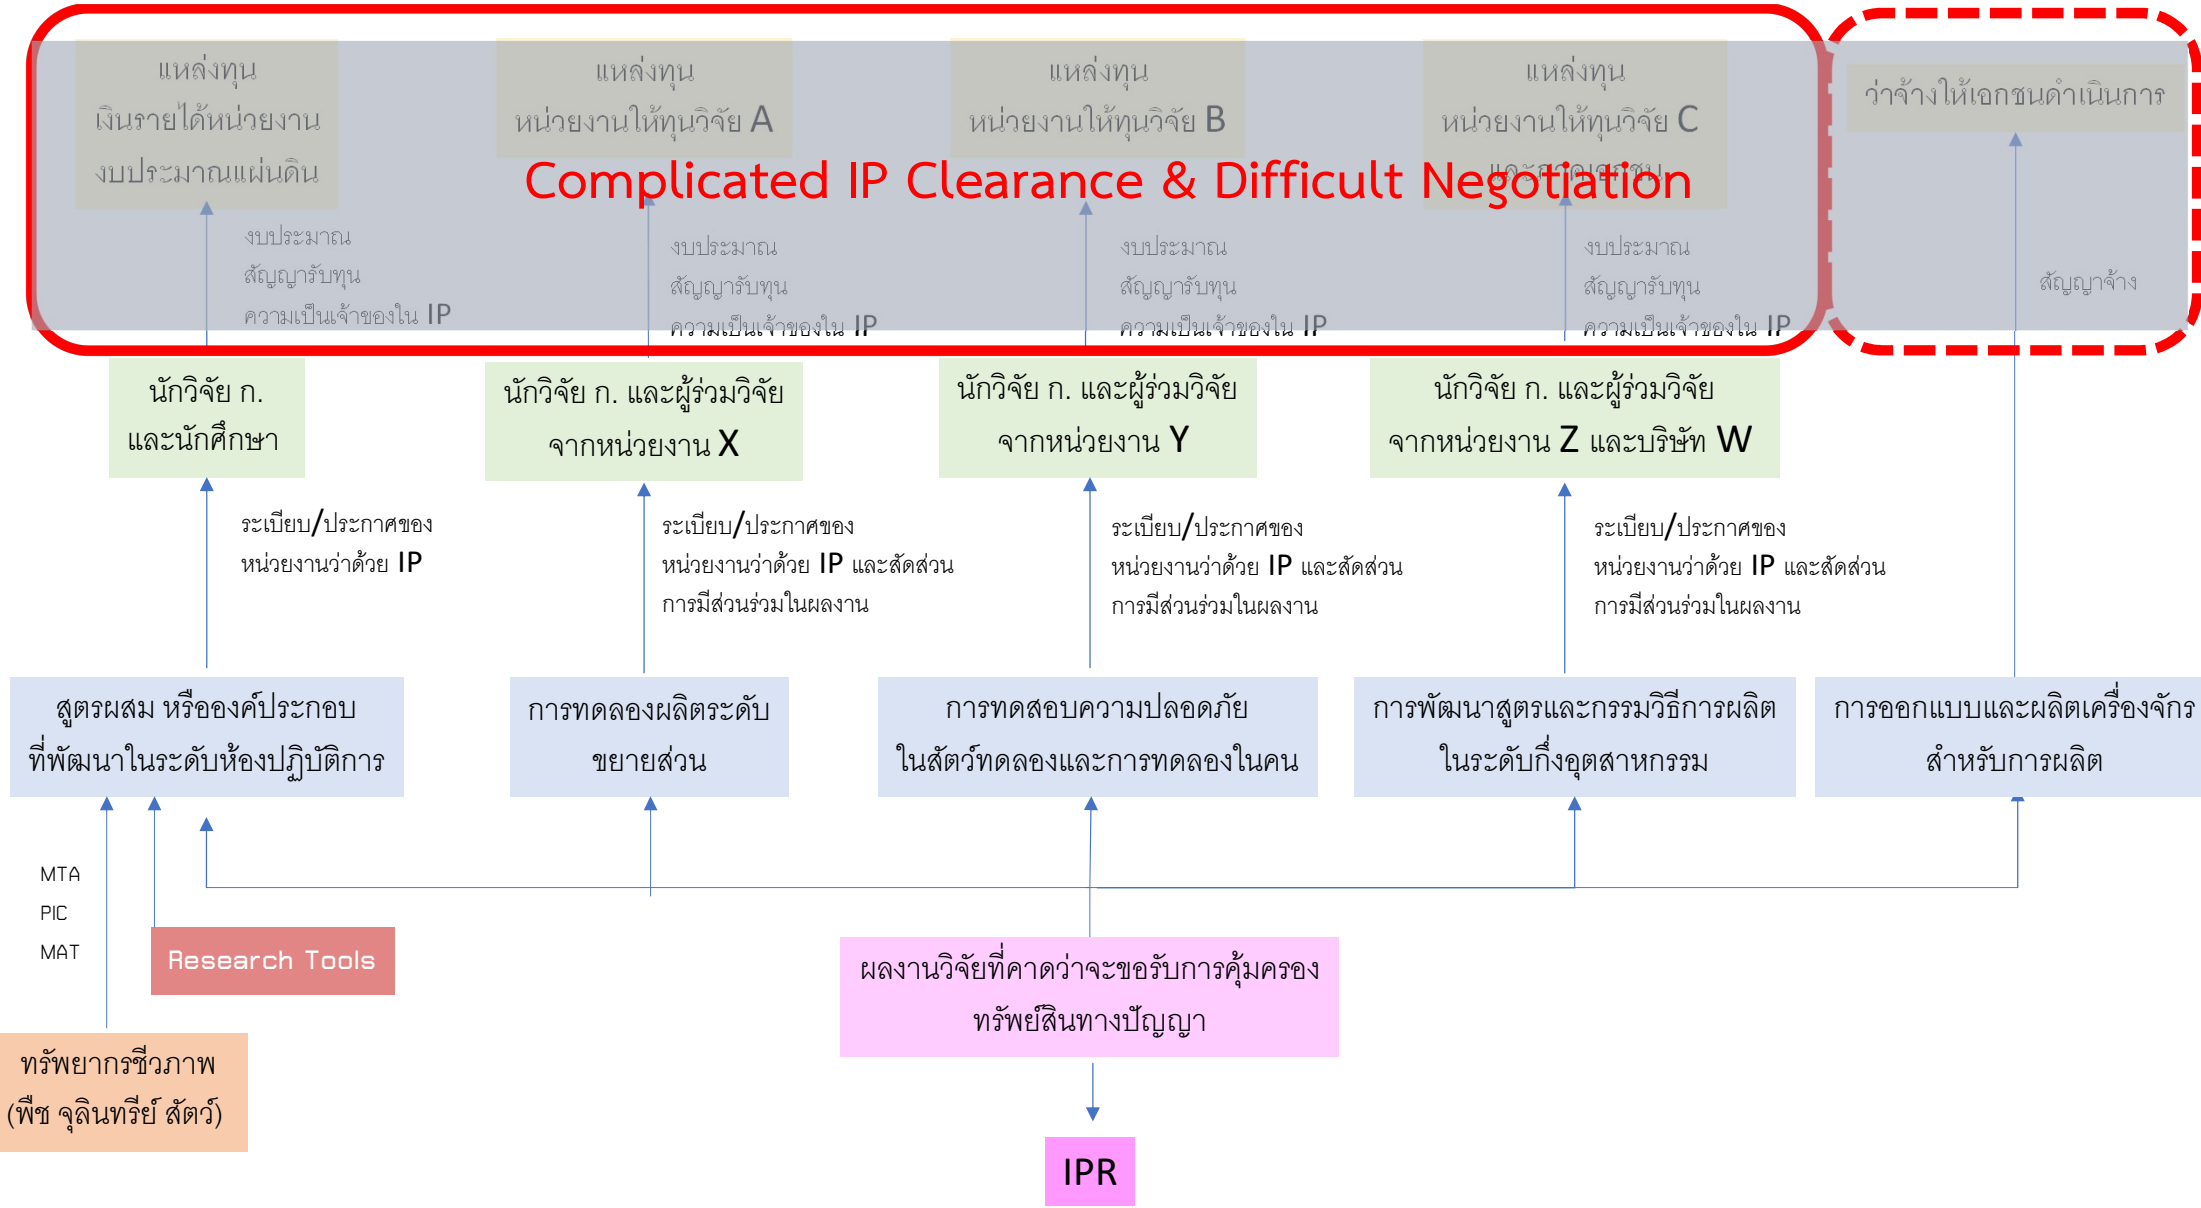 แหล่งทุน
เงินรายได้หน่วยงาน
งบประมาณแผ่นดิน
แหล่งทุน
หน่วยงานให้ทุนวิจัย A
แหล่งทุน
หน่วยงานให้ทุนวิจัย B
แหล่งทุน
หน่วยงานให้ทุนวิจัย C
และภาคเอกชน
ว่าจ้างให้เอกชนดำเนินการ
Complicated IP Clearance & Difficult Negotiation
งบประมาณ
สัญญารับทุน
ความเป็นเจ้าของใน IP
งบประมาณ
สัญญารับทุน
ความเป็นเจ้าของใน IP
งบประมาณ
สัญญารับทุน
ความเป็นเจ้าของใน IP
งบประมาณ
สัญญารับทุน
ความเป็นเจ้าของใน IP
สัญญาจ้าง
นักวิจัย ก.
และนักศึกษา
นักวิจัย ก. และผู้ร่วมวิจัย
จากหน่วยงาน X
นักวิจัย ก. และผู้ร่วมวิจัย
จากหน่วยงาน Y
นักวิจัย ก. และผู้ร่วมวิจัย
จากหน่วยงาน Z และบริษัท W
ระเบียบ/ประกาศของ
หน่วยงานว่าด้วย IP
ระเบียบ/ประกาศของ
หน่วยงานว่าด้วย IP และสัดส่วน
การมีส่วนร่วมในผลงาน
ระเบียบ/ประกาศของ
หน่วยงานว่าด้วย IP และสัดส่วน
การมีส่วนร่วมในผลงาน
ระเบียบ/ประกาศของ
หน่วยงานว่าด้วย IP และสัดส่วน
การมีส่วนร่วมในผลงาน
สูตรผสม หรือองค์ประกอบ
ที่พัฒนาในระดับห้องปฏิบัติการ
การทดลองผลิตระดับ
ขยายส่วน
การทดสอบความปลอดภัย
ในสัตว์ทดลองและการทดลองในคน
การพัฒนาสูตรและกรรมวิธีการผลิต
ในระดับกึ่งอุตสาหกรรม
การออกแบบและผลิตเครื่องจักร
สำหรับการผลิต
MTA
PIC
MAT
Research Tools
ผลงานวิจัยที่คาดว่าจะขอรับการคุ้มครอง
ทรัพย์สินทางปัญญา
ทรัพยากรชีวภาพ
(พืช จุลินทรีย์ สัตว์)
IPR